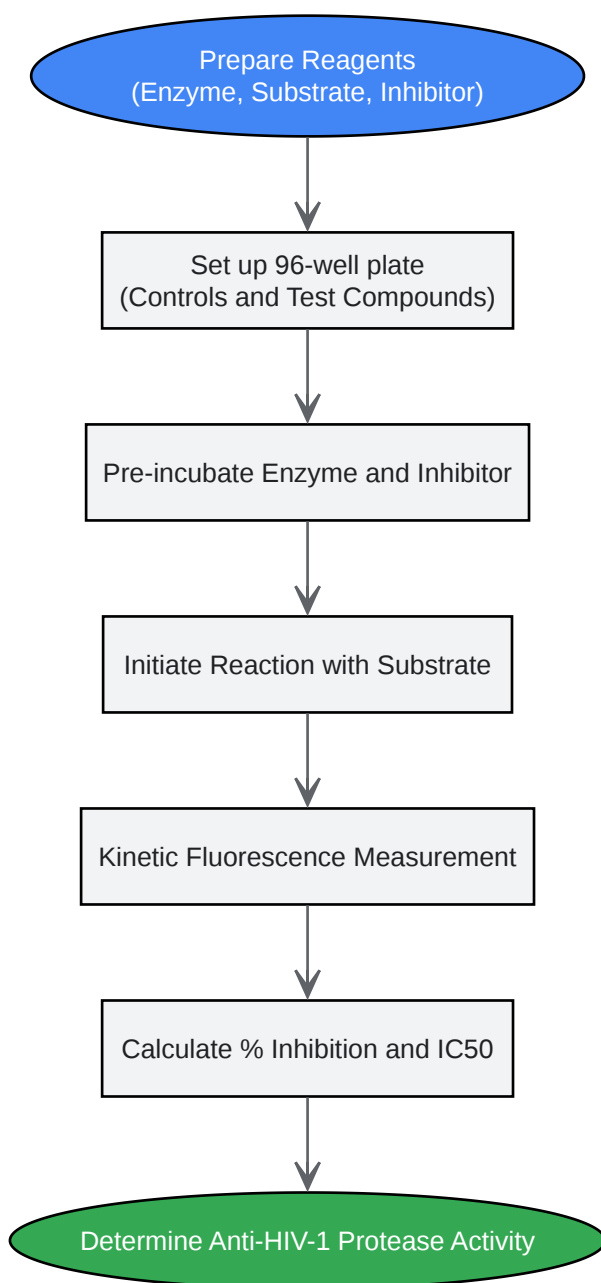 Prepare Reagents
(Enzyme, Substrate, Inhibitor)
Set up 96-well plate
(Controls and Test Compounds)
Pre-incubate Enzyme and Inhibitor
Initiate Reaction with Substrate
Kinetic Fluorescence Measurement
Calculate % Inhibition and IC50
Determine Anti-HIV-1 Protease Activity